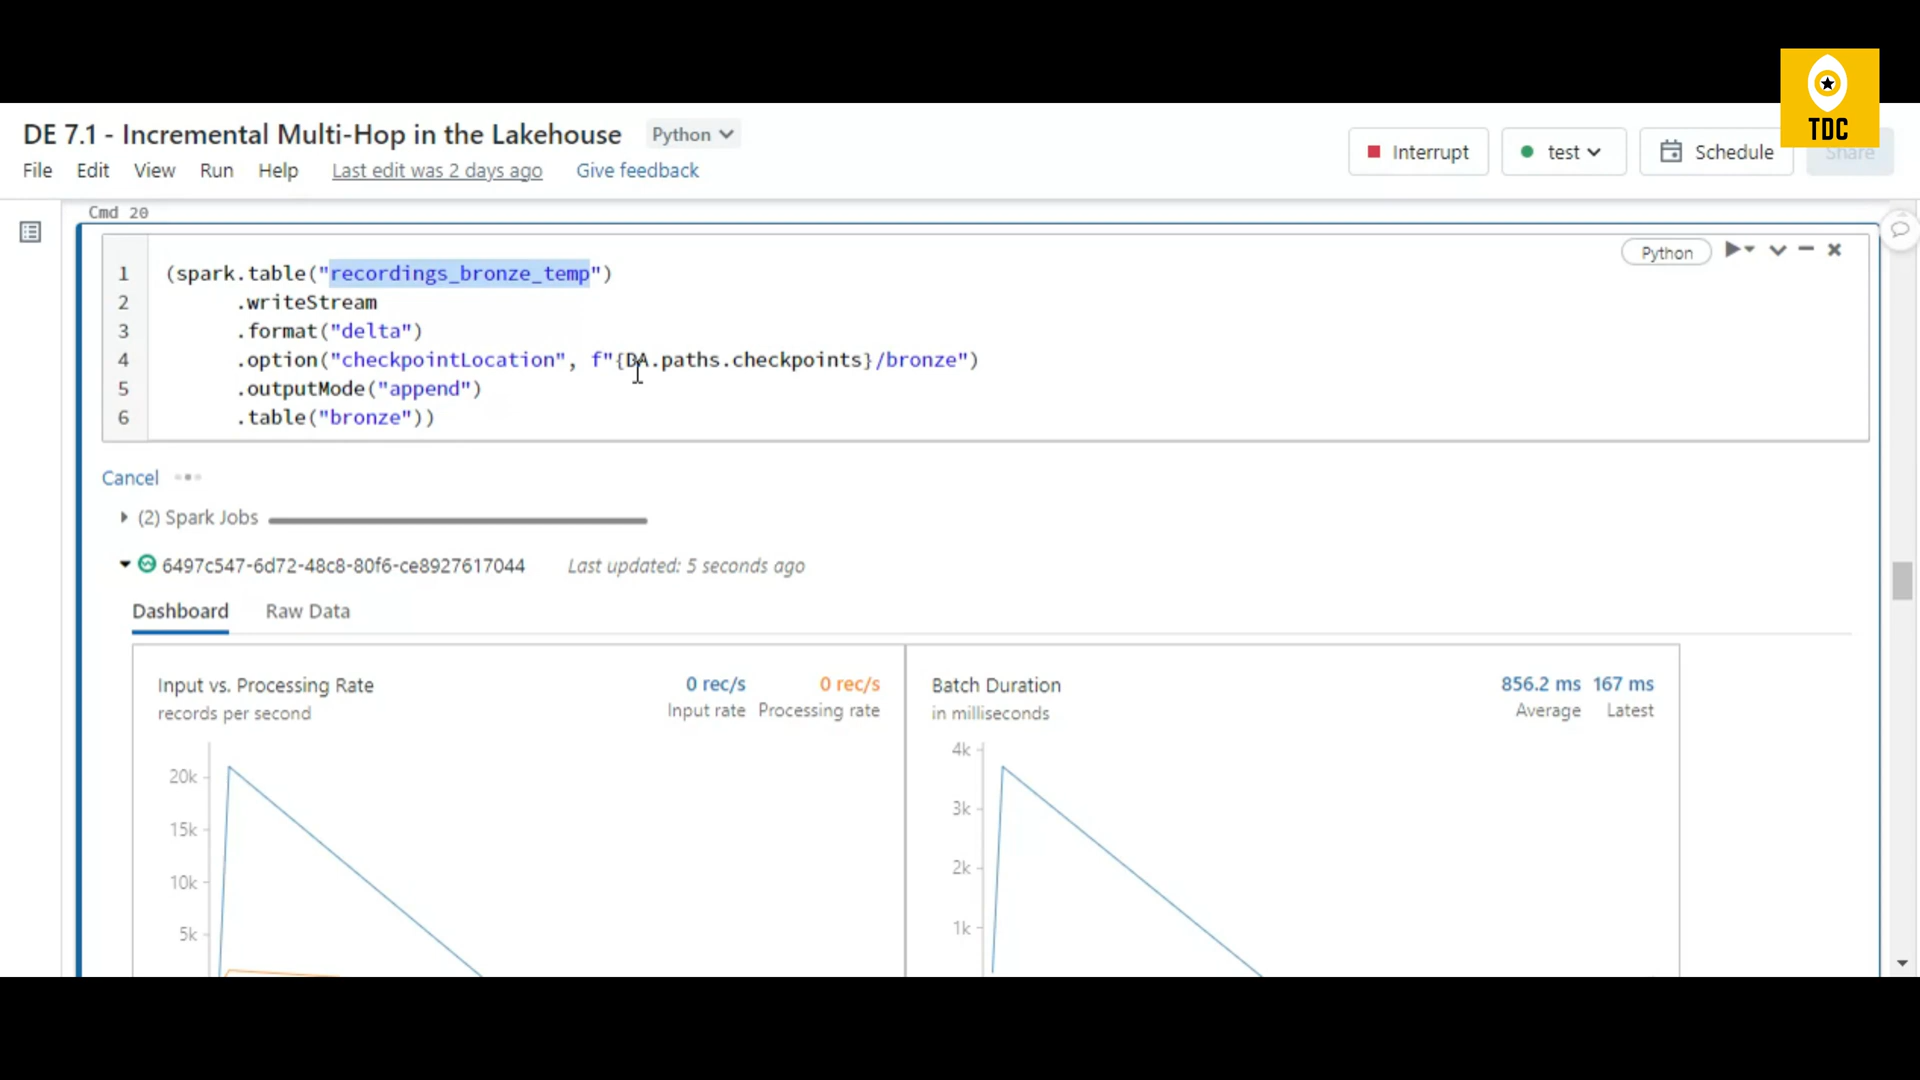 TDC
DE 7.1 - Incremental Multi-Hop in the Lakehouse Python
Interrupt test Schedule Share
File Edit View Run Help Last edit was 2 days ago Give feedback
Cmd 20
Python
1 (spark.table("recordings_bronze_temp")
2 .writeStream
3 .format("delta")
4 .option("checkpointLocation", f"{DA.paths.checkpoints}/bronze")
5 .outputMode("append")
6 .table("bronze"))
Cancel
(2) Spark Jobs
6497c547-6d72-48c8-80f6-ce8927617044 Last updated: 5 seconds ago
Dashboard Raw Data
Input vs. Processing Rate 0 rec/s 0 rec/s
records per second Input rate Processing rate
20k
15k
10k
5k
Batch Duration 856.2 ms 167 ms
in milliseconds Average Latest
4k
3k
2k
1k